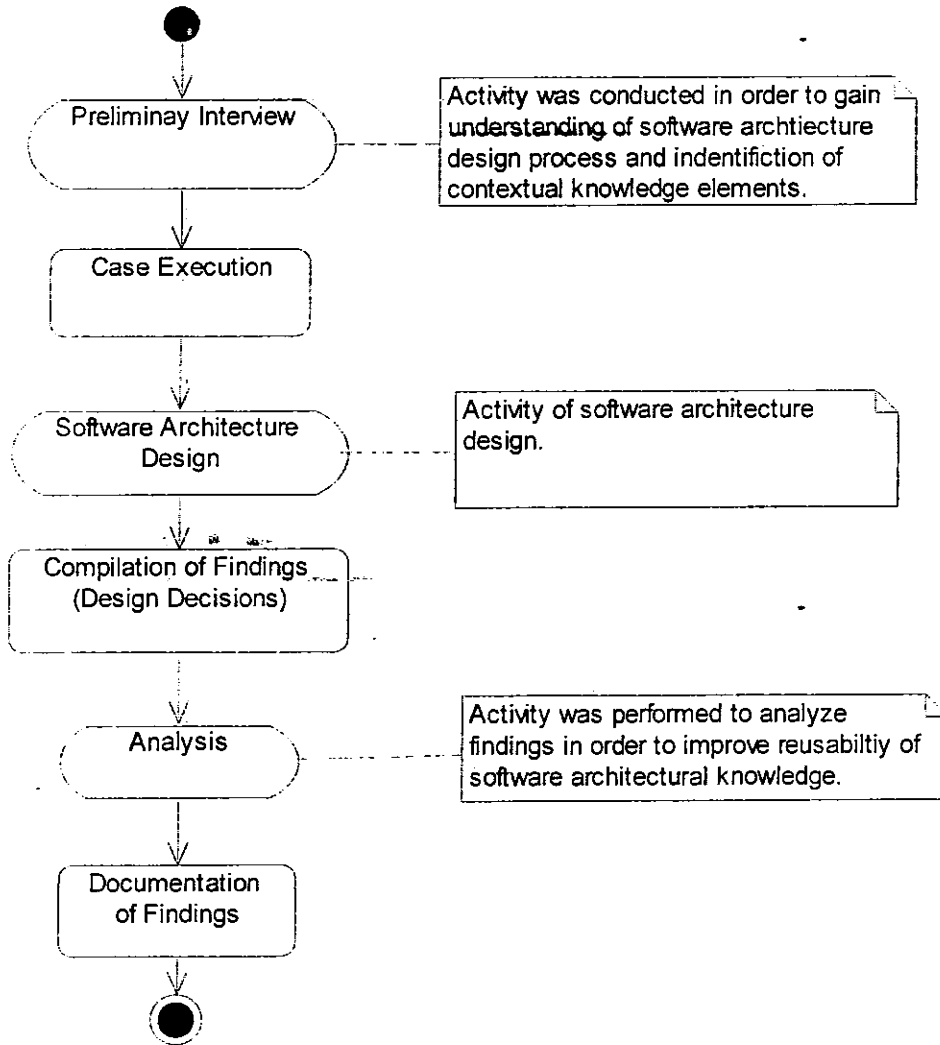 Preliminay Interview
Activity was conducted in order to gain
understanding of software archtiecture
design process and indentifiction of
contextual knowledge elements.
Case Execution
Software Architecture
Design
Activity of software architecture
design.
Compilation of Findings
(Design Decisions)
Analysis
Activity was performed to analyze
findings in order to improve reusabiltiy of
software architectural knowledge.
Documentation
of Findings